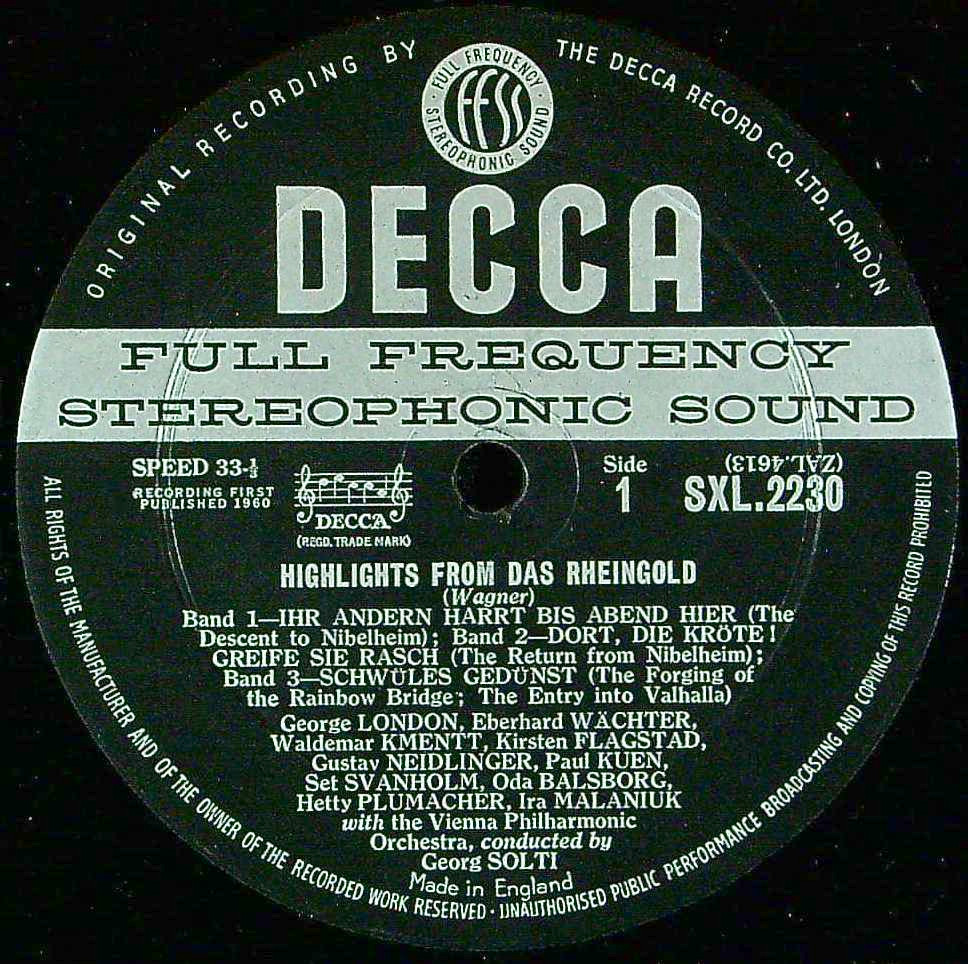 ORIGINAL RECORDING BY
THE DECCA RECORD CO. LTD. LONDON
FULL FREQUENCY
FFSS
STEREOPHONIC SOUND
DECCA
FULL FREQUENCY
STEREOPHONIC SOUND
SPEED 33-⅓
RECORDING FIRST
PUBLISHED 1960
DECCA
(REGD. TRADE MARK)
Side
1
(ZAL.4613)
SXL.2230
HIGHLIGHTS FROM DAS RHEINGOLD
(Wagner)
Band 1—IHR ANDERN HARRT BIS ABEND HIER (The
Descent to Nibelheim); Band 2—DORT, DIE KRÖTE!
GREIFE SIE RASCH (The Return from Nibelheim);
Band 3—SCHWÜLES GEDÜNST (The Forging of
the Rainbow Bridge; The Entry into Valhalla)
George LONDON, Eberhard WÄCHTER,
Waldemar KMENTT, Kirsten FLAGSTAD,
Gustav NEIDLINGER, Paul KUEN,
Set SVANHOLM, Oda BALSBORG,
Hetty PLUMACHER, Ira MALANIUK
with the Vienna Philharmonic
Orchestra, conducted by
Georg SOLTI
Made in England
ALL RIGHTS OF THE MANUFACTURER AND OF THE OWNER OF THE RECORDED WORK RESERVED · UNAUTHORISED PUBLIC PERFORMANCE BROADCASTING AND COPYING OF THIS RECORD PROHIBITED